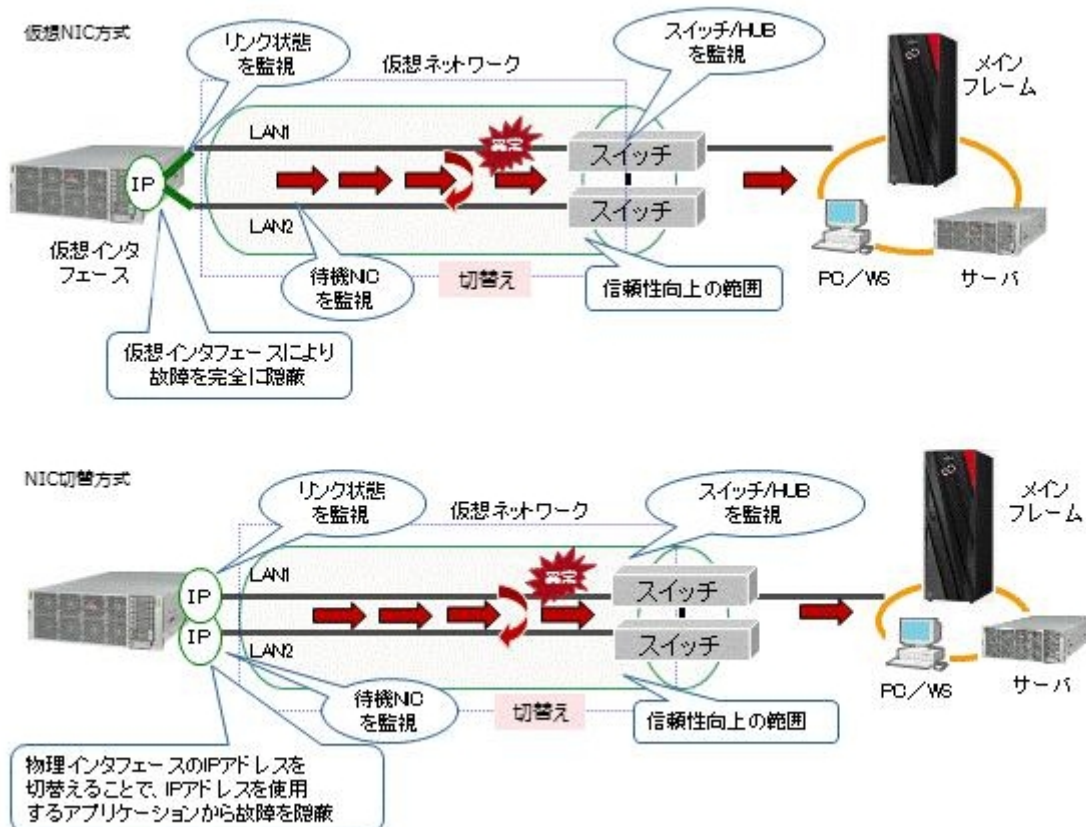 仮想NIC方式
リンク状態
を監視
仮想ネットワーク
スイッチ/HUB
を監視
メイン
フレーム
LAN1
異常
スイッチ
IP
スイッチ
LAN2
仮想インタ
フェース
待機NIC
を監視
切替え
信頼性向上の範囲
PC/WS
サーバ
仮想インタフェースにより
故障を完全に隠蔽
NIC切替方式
リンク状態
を監視
仮想ネットワーク
スイッチ/HUB
を監視
メイン
フレーム
LAN1
異常
スイッチ
IP
IP
スイッチ
LAN2
待機NIC
を監視
切替え
信頼性向上の範囲
PC/WS
サーバ
物理インタフェースのIPアドレスを
切替えることで、IPアドレスを使用
するアプリケーションから故障を隠蔽